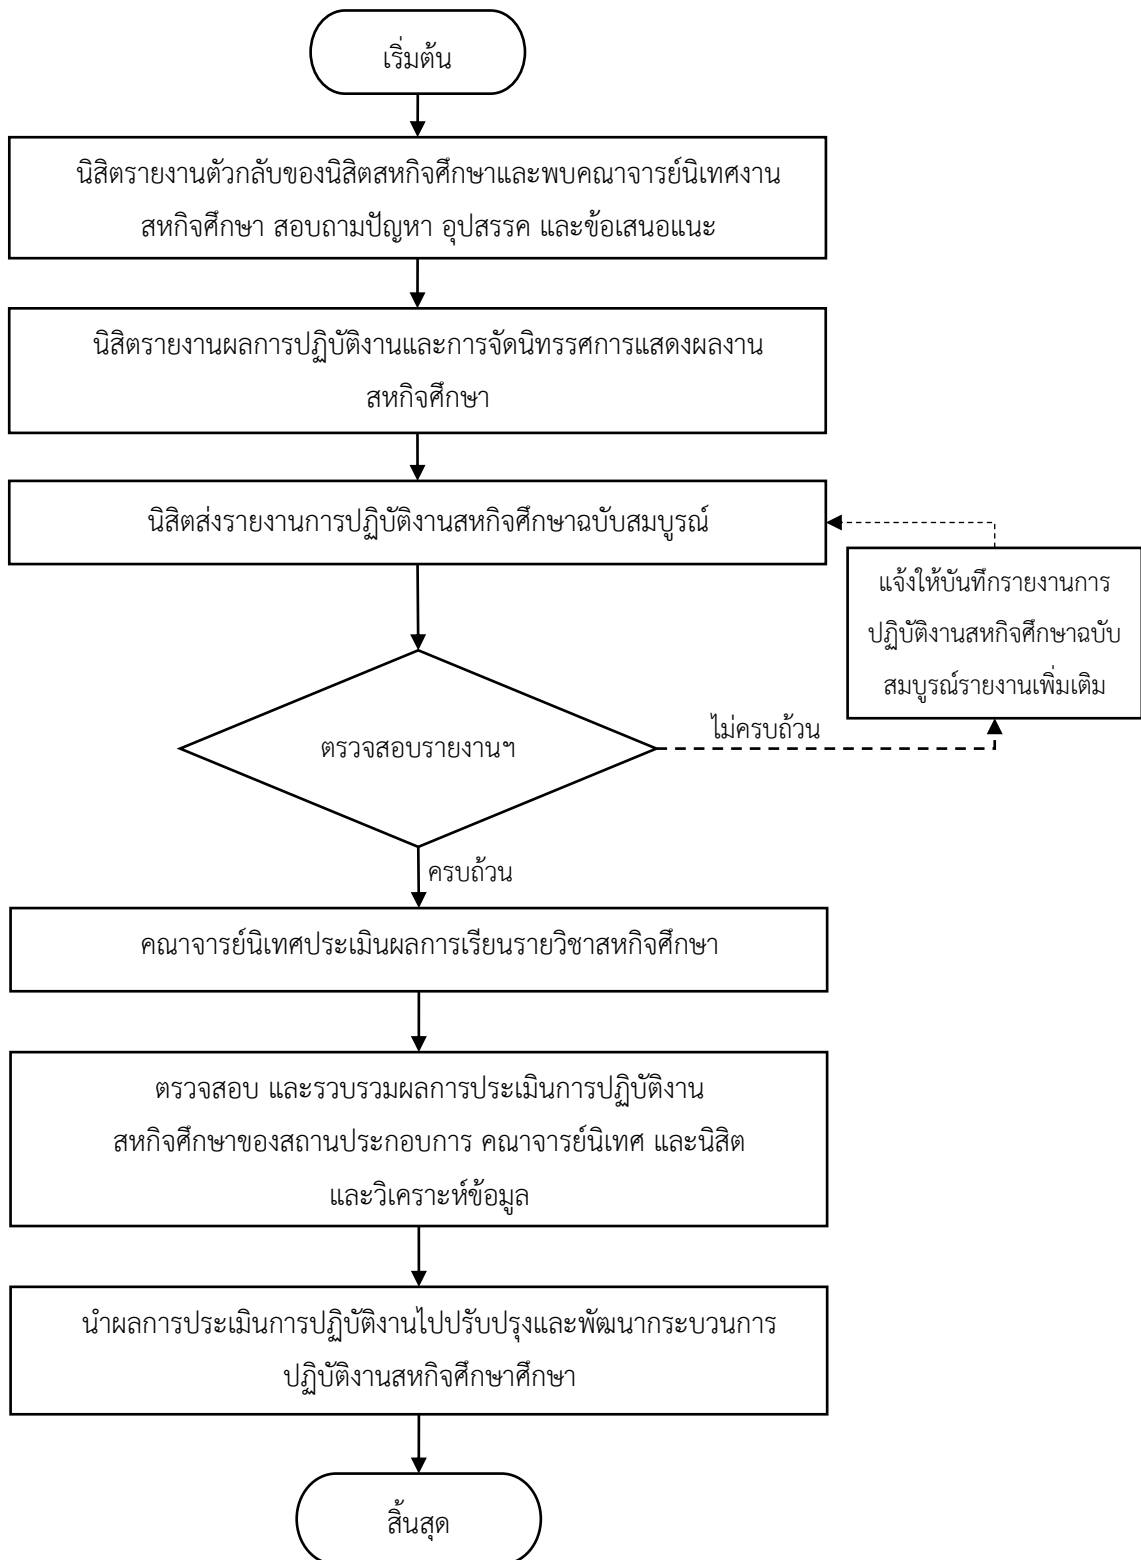 เริ่มต้น
นิสิตรายงานตัวกลับของนิสิตสหกิจศึกษาและพบคณาจารย์นิเทศงาน
สหกิจศึกษา สอบถามปัญหา อุปสรรค และข้อเสนอแนะ
นิสิตรายงานผลการปฏิบัติงานและการจัดนิทรรศการแสดงผลงาน
สหกิจศึกษา
นิสิตส่งรายงานการปฏิบัติงานสหกิจศึกษาฉบับสมบูรณ์
แจ้งให้บันทึกรายงานการ
ปฏิบัติงานสหกิจศึกษาฉบับ
สมบูรณ์รายงานเพิ่มเติม
ไม่ครบถ้วน
ตรวจสอบรายงานฯ
ครบถ้วน
คณาจารย์นิเทศประเมินผลการเรียนรายวิชาสหกิจศึกษา
ตรวจสอบ และรวบรวมผลการประเมินการปฏิบัติงาน
สหกิจศึกษาของสถานประกอบการ คณาจารย์นิเทศ และนิสิต
และวิเคราะห์ข้อมูล
นำผลการประเมินการปฏิบัติงานไปปรับปรุงและพัฒนากระบวนการ
ปฏิบัติงานสหกิจศึกษาศึกษา
สิ้นสุด